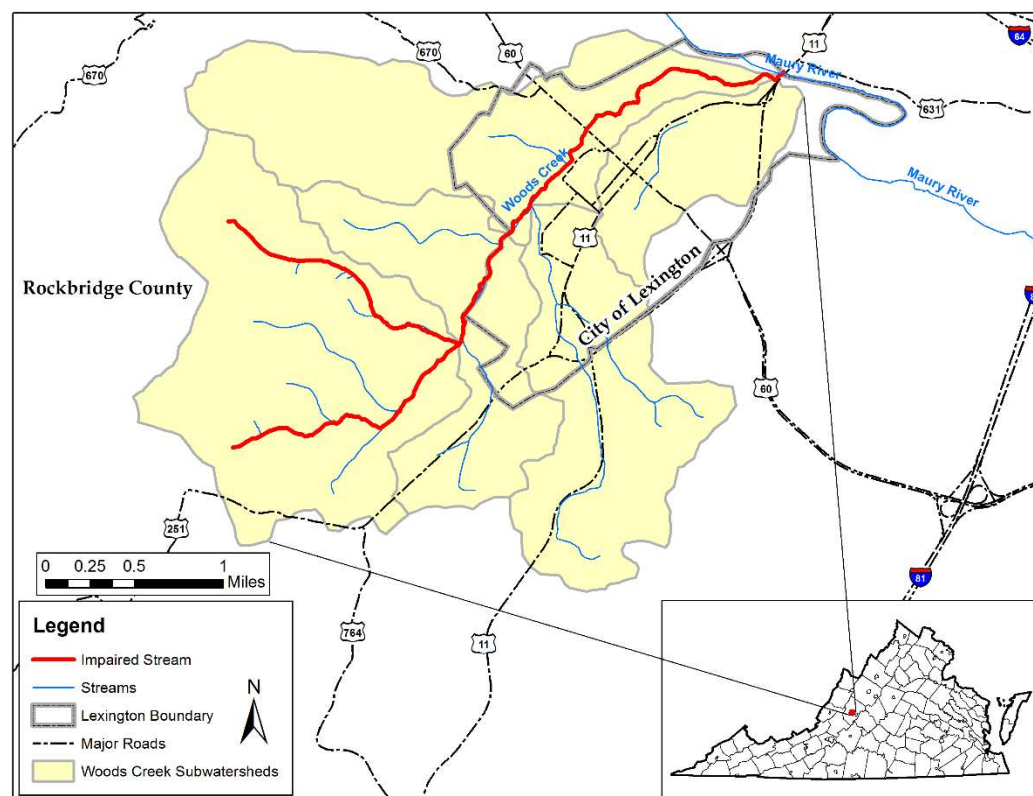 670
670
60
11
64
Maury River
631
Woods Creek
Maury River
11
Rockbridge County
City of Lexington
60
251
0 0.25 0.5 1
Miles
81
764
11
Legend
Impaired Stream
Streams
Lexington Boundary
Major Roads
Woods Creek Subwatersheds
N